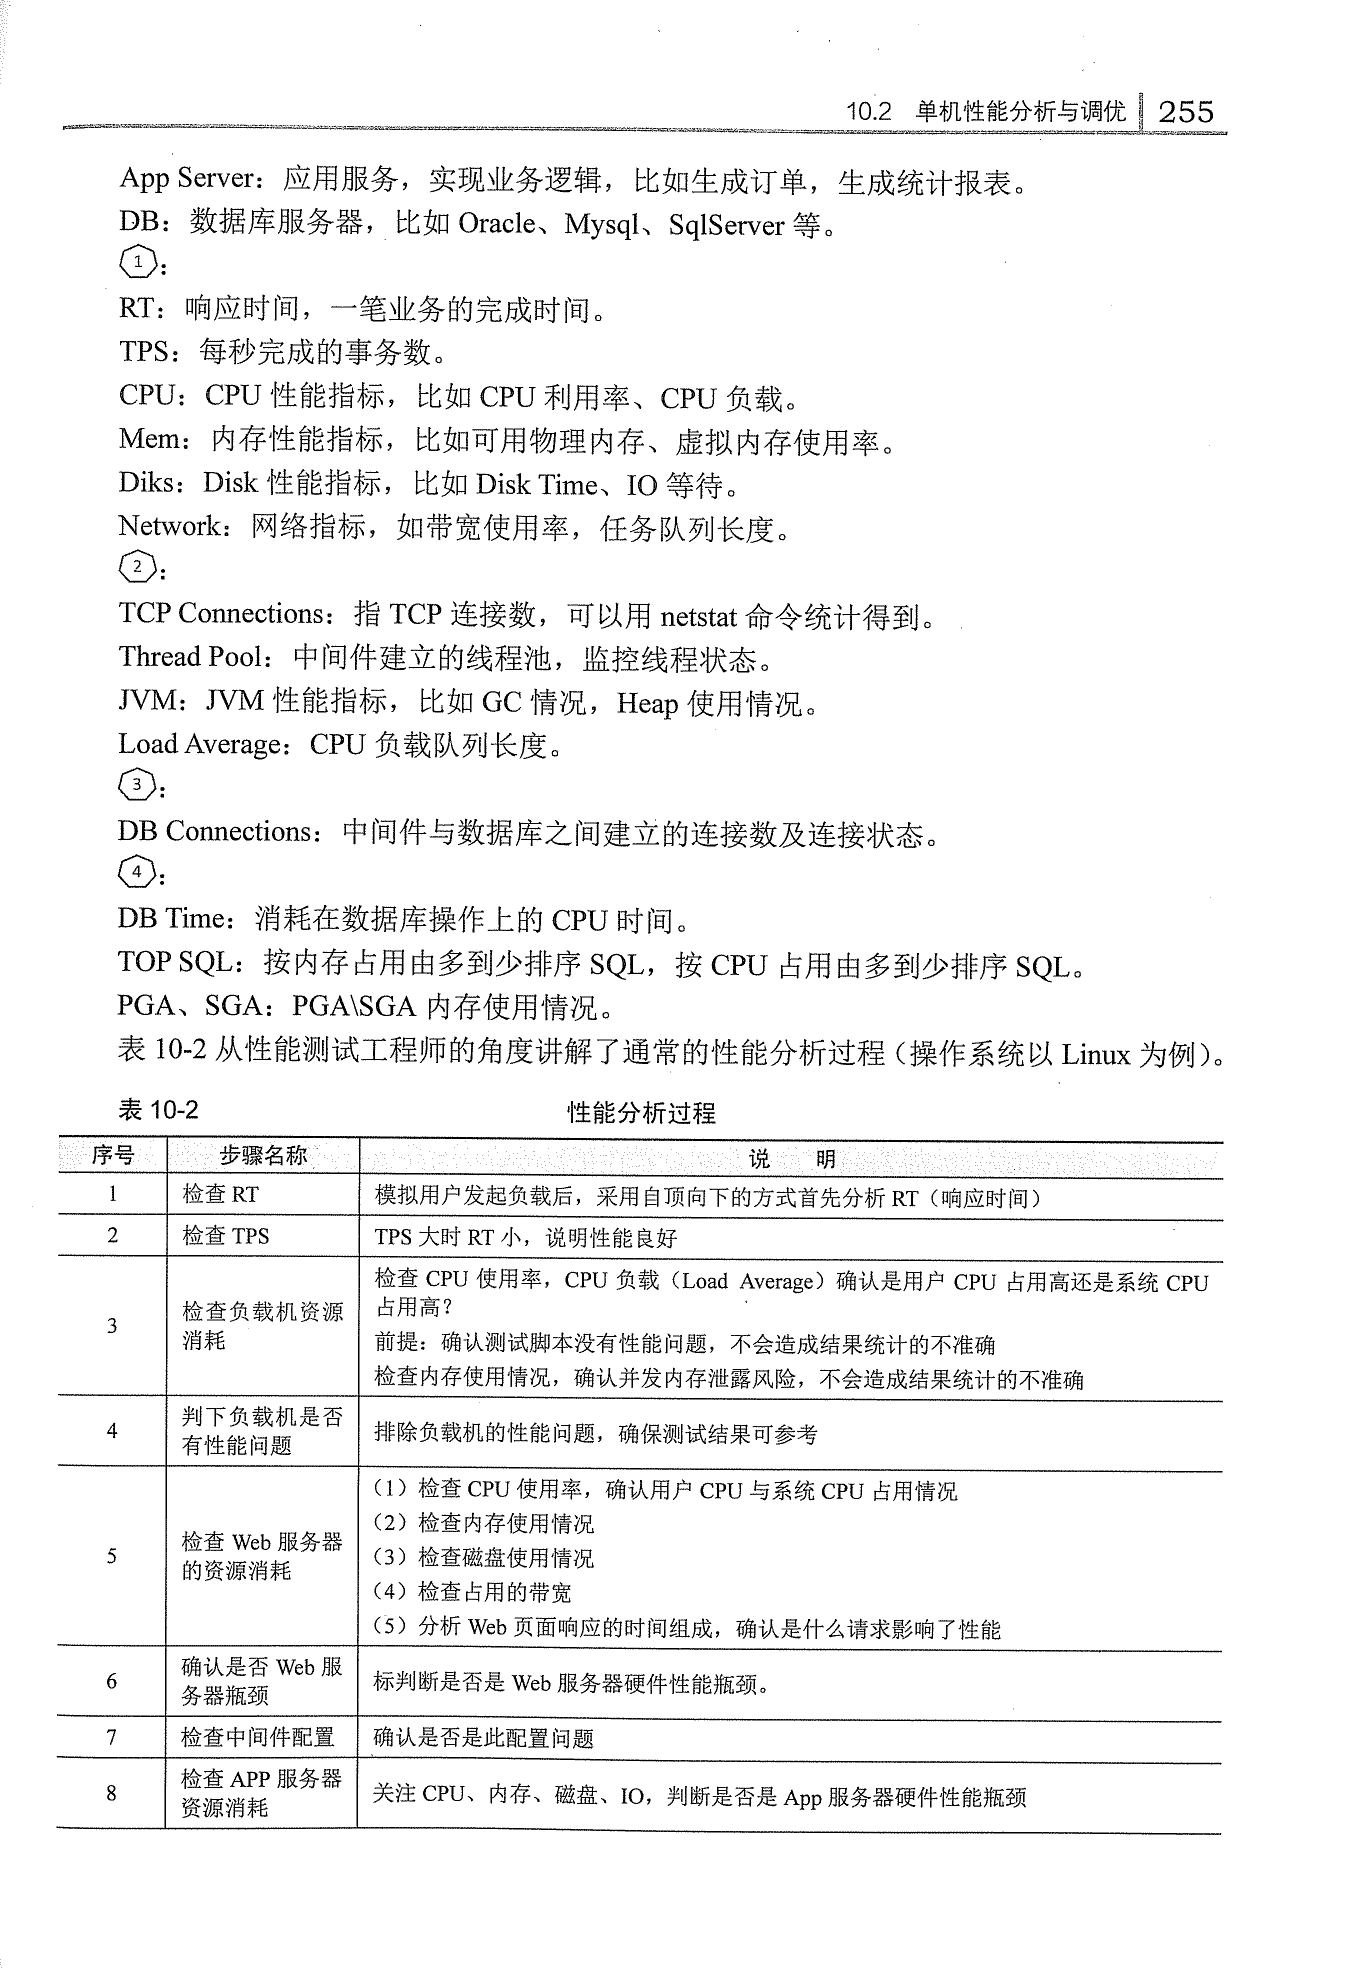 10.2 单机性能分析与调优 255
App Server：应用服务，实现业务逻辑，比如生成订单，生成统计报表。
DB：数据库服务器，比如 Oracle、Mysql、SqlServer 等。
①：
RT：响应时间，一笔业务的完成时间。
TPS：每秒完成的事务数。
CPU：CPU 性能指标，比如 CPU 利用率、CPU 负载。
Mem：内存性能指标，比如可用物理内存、虚拟内存使用率。
Diks：Disk 性能指标，比如 Disk Time、IO 等待。
Network：网络指标，如带宽使用率，任务队列长度。
②：
TCP Connections：指 TCP 连接数，可以用 netstat 命令统计得到。
Thread Pool：中间件建立的线程池，监控线程状态。
JVM：JVM 性能指标，比如 GC 情况，Heap 使用情况。
Load Average：CPU 负载队列长度。
③：
DB Connections：中间件与数据库之间建立的连接数及连接状态。
④：
DB Time：消耗在数据库操作上的 CPU 时间。
TOP SQL：按内存占用由多到少排序 SQL，按 CPU 占用由多到少排序 SQL。
PGA、SGA：PGA\SGA 内存使用情况。
表 10-2 从性能测试工程师的角度讲解了通常的性能分析过程（操作系统以 Linux 为例）。
表 10-2 性能分析过程
序号 步骤名称 说 明
1 检查 RT 模拟用户发起负载后，采用自顶向下的方式首先分析 RT（响应时间）
2 检查 TPS TPS 大时 RT 小，说明性能良好
3
检查负载机资源
消耗
检查 CPU 使用率，CPU 负载（Load Average）确认是用户 CPU 占用高还是系统 CPU
占用高？
前提：确认测试脚本没有性能问题，不会造成结果统计的不准确
检查内存使用情况，确认并发内存泄露风险，不会造成结果统计的不准确
4
判下负载机是否
有性能问题
排除负载机的性能问题，确保测试结果可参考
5
检查 Web 服务器
的资源消耗
（1）检查 CPU 使用率，确认用户 CPU 与系统 CPU 占用情况
（2）检查内存使用情况
（3）检查磁盘使用情况
（4）检查占用的带宽
（5）分析 Web 页面响应的时间组成，确认是什么请求影响了性能
6
确认是否 Web 服
务器瓶颈
标判断是否是 Web 服务器硬件性能瓶颈。
7 检查中间件配置 确认是否是此配置问题
8
检查 APP 服务器
资源消耗
关注 CPU、内存、磁盘、IO，判断是否是 App 服务器硬件性能瓶颈